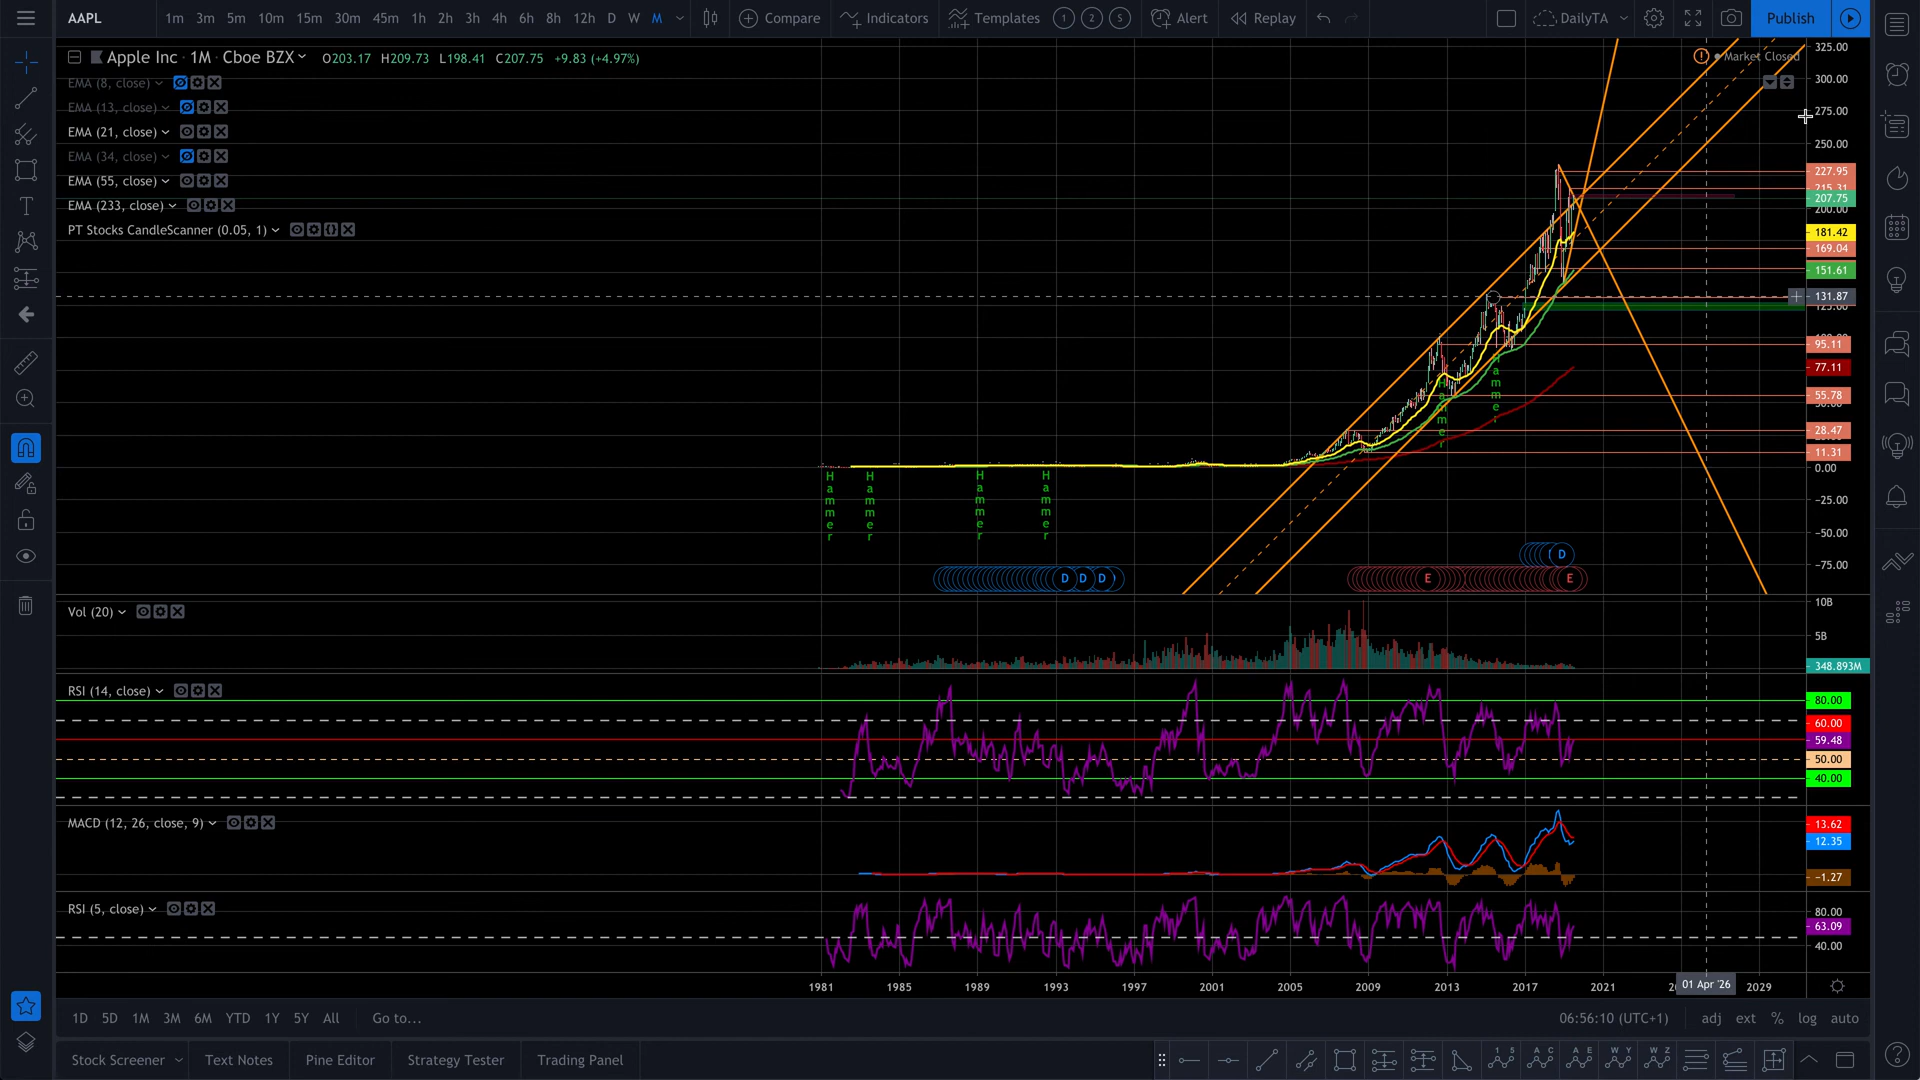 AAPL 1m 3m 5m 10m 15m 30m 45m 1h 2h 3h 4h 6h 8h 12h D W M Compare Indicators Templates 1 2 S Alert Replay DailyTA Publish
Apple Inc · 1M · Cboe BZX O203.17 H209.73 L198.41 C207.75 +9.83 (+4.97%)
Market Closed
EMA (8, close)
EMA (13, close)
EMA (21, close)
EMA (34, close)
EMA (55, close)
EMA (233, close)
PT Stocks CandleScanner (0.05, 1)
325.00
300.00
275.00
250.00
227.95
215.31
207.75
200.00
181.42
169.04
151.61
131.87
125.00
95.11
77.11
55.78
28.47
11.31
0.00
−25.00
−50.00
−75.00
Hammer
Hammer
Hammer
Hammer
Hammer
Hammer
D D D E D E
Vol (20)
10B
5B
348.893M
RSI (14, close)
80.00
60.00
59.48
50.00
40.00
MACD (12, 26, close, 9)
13.62
12.35
−1.27
RSI (5, close)
80.00
63.09
40.00
1981 1985 1989 1993 1997 2001 2005 2009 2013 2017 2021 01 Apr '26 2029
1D 5D 1M 3M 6M YTD 1Y 5Y All Go to... 06:56:10 (UTC+1) adj ext % log auto
Stock Screener Text Notes Pine Editor Strategy Tester Trading Panel